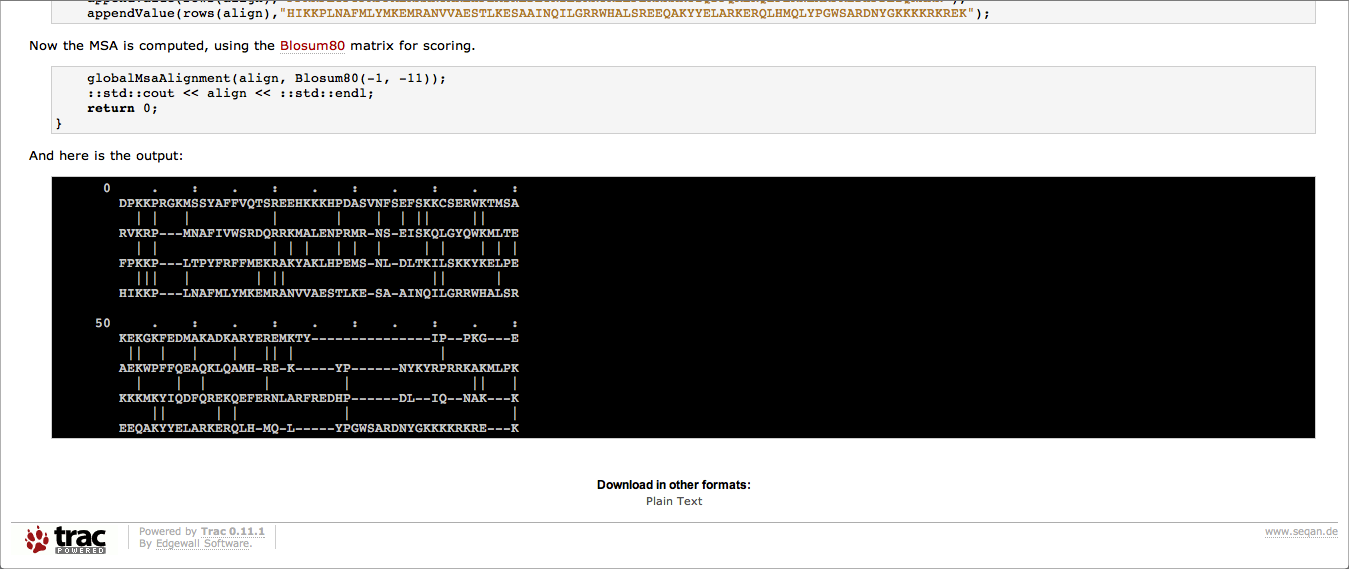 appendValue(rows(align),"HIKKPLNAFMLYMKEMRANVVAESTLKESAAINQILGRRWHALSREEQAKYYELARKERQLHMQLYPGWSARDNYGKKKKRKREK");
Now the MSA is computed, using the Blosum80 matrix for scoring.
globalMsaAlignment(align, Blosum80(-1, -11));
::std::cout << align << ::std::endl;
return 0;
}
And here is the output:
0     .    :    .    :    .    :    .    :    .    :
DPKKPRGKMSSYAFFVQTSREEHKKKHPDASVNFSEFSKKCSERWKTMSA
  | |   |          |       |    |  | ||     ||
RVKRP---MNAFIVWSRDQRRKMALENPRMR-NS-EISKQLGYQWKMLTE
  | |              | | |   | |  |     | |    | | |
FPKKP---LTPYFRFFMEKRAKYAKLHPEMS-NL-DLTKILSKKYKELPE
  |||   |        | ||                  ||      |
HIKKP---LNAFMLYMKEMRANVVAESTLKE-SA-AINQILGRRWHALSR
50     .    :    .    :    .    :    .    :    .    :
KEKGKFEDMAKADKARYEREMKTY---------------IP--PKG---E
 ||  |   |    |   || |                  |
AEKWPFFQEAQKLQAMH-RE-K-----YP------NYKYRPRRKAKMLPK
  |    |  |       |         |               ||   |
KKKMKYIQDFQREKQEFERNLARFREDHP------DL--IQ--NAK---K
    ||      | |             |                    |
EEQAKYYELARKERQLH-MQ-L-----YPGWSARDNYGKKKKRKRE---K
Download in other formats:
Plain Text
trac
POWERED
Powered by Trac 0.11.1
By Edgewall Software.
www.seqan.de